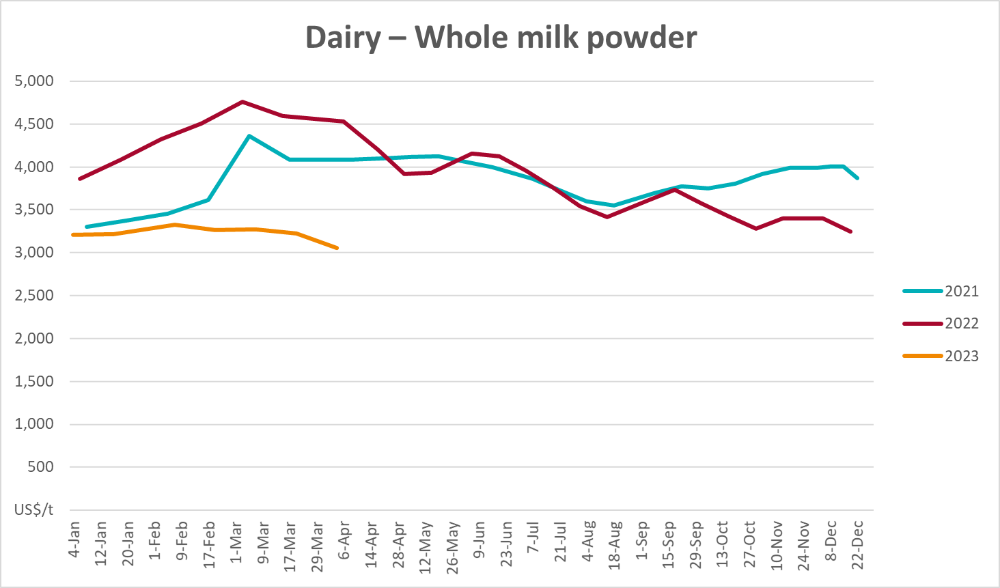 Dairy – Whole milk powder
5,000
4,500
4,000
3,500
3,000
2,500
2,000
1,500
1,000
500
US$/t
4-Jan
12-Jan
20-Jan
1-Feb
9-Feb
17-Feb
1-Mar
9-Mar
17-Mar
29-Mar
6-Apr
14-Apr
28-Apr
12-May
26-May
9-Jun
23-Jun
7-Jul
21-Jul
4-Aug
18-Aug
1-Sep
15-Sep
29-Sep
13-Oct
27-Oct
10-Nov
24-Nov
8-Dec
22-Dec
2021
2022
2023